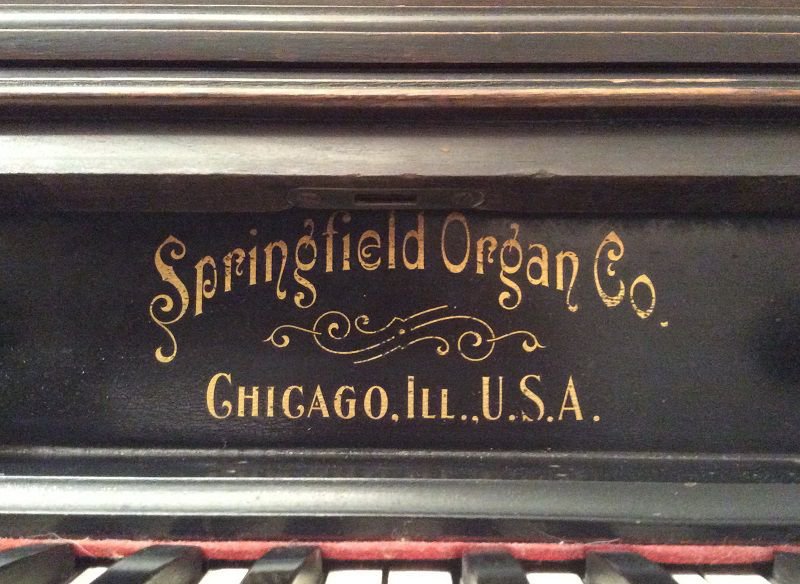 Springfield Organ Co.
CHICAGO, ILL., U.S.A.